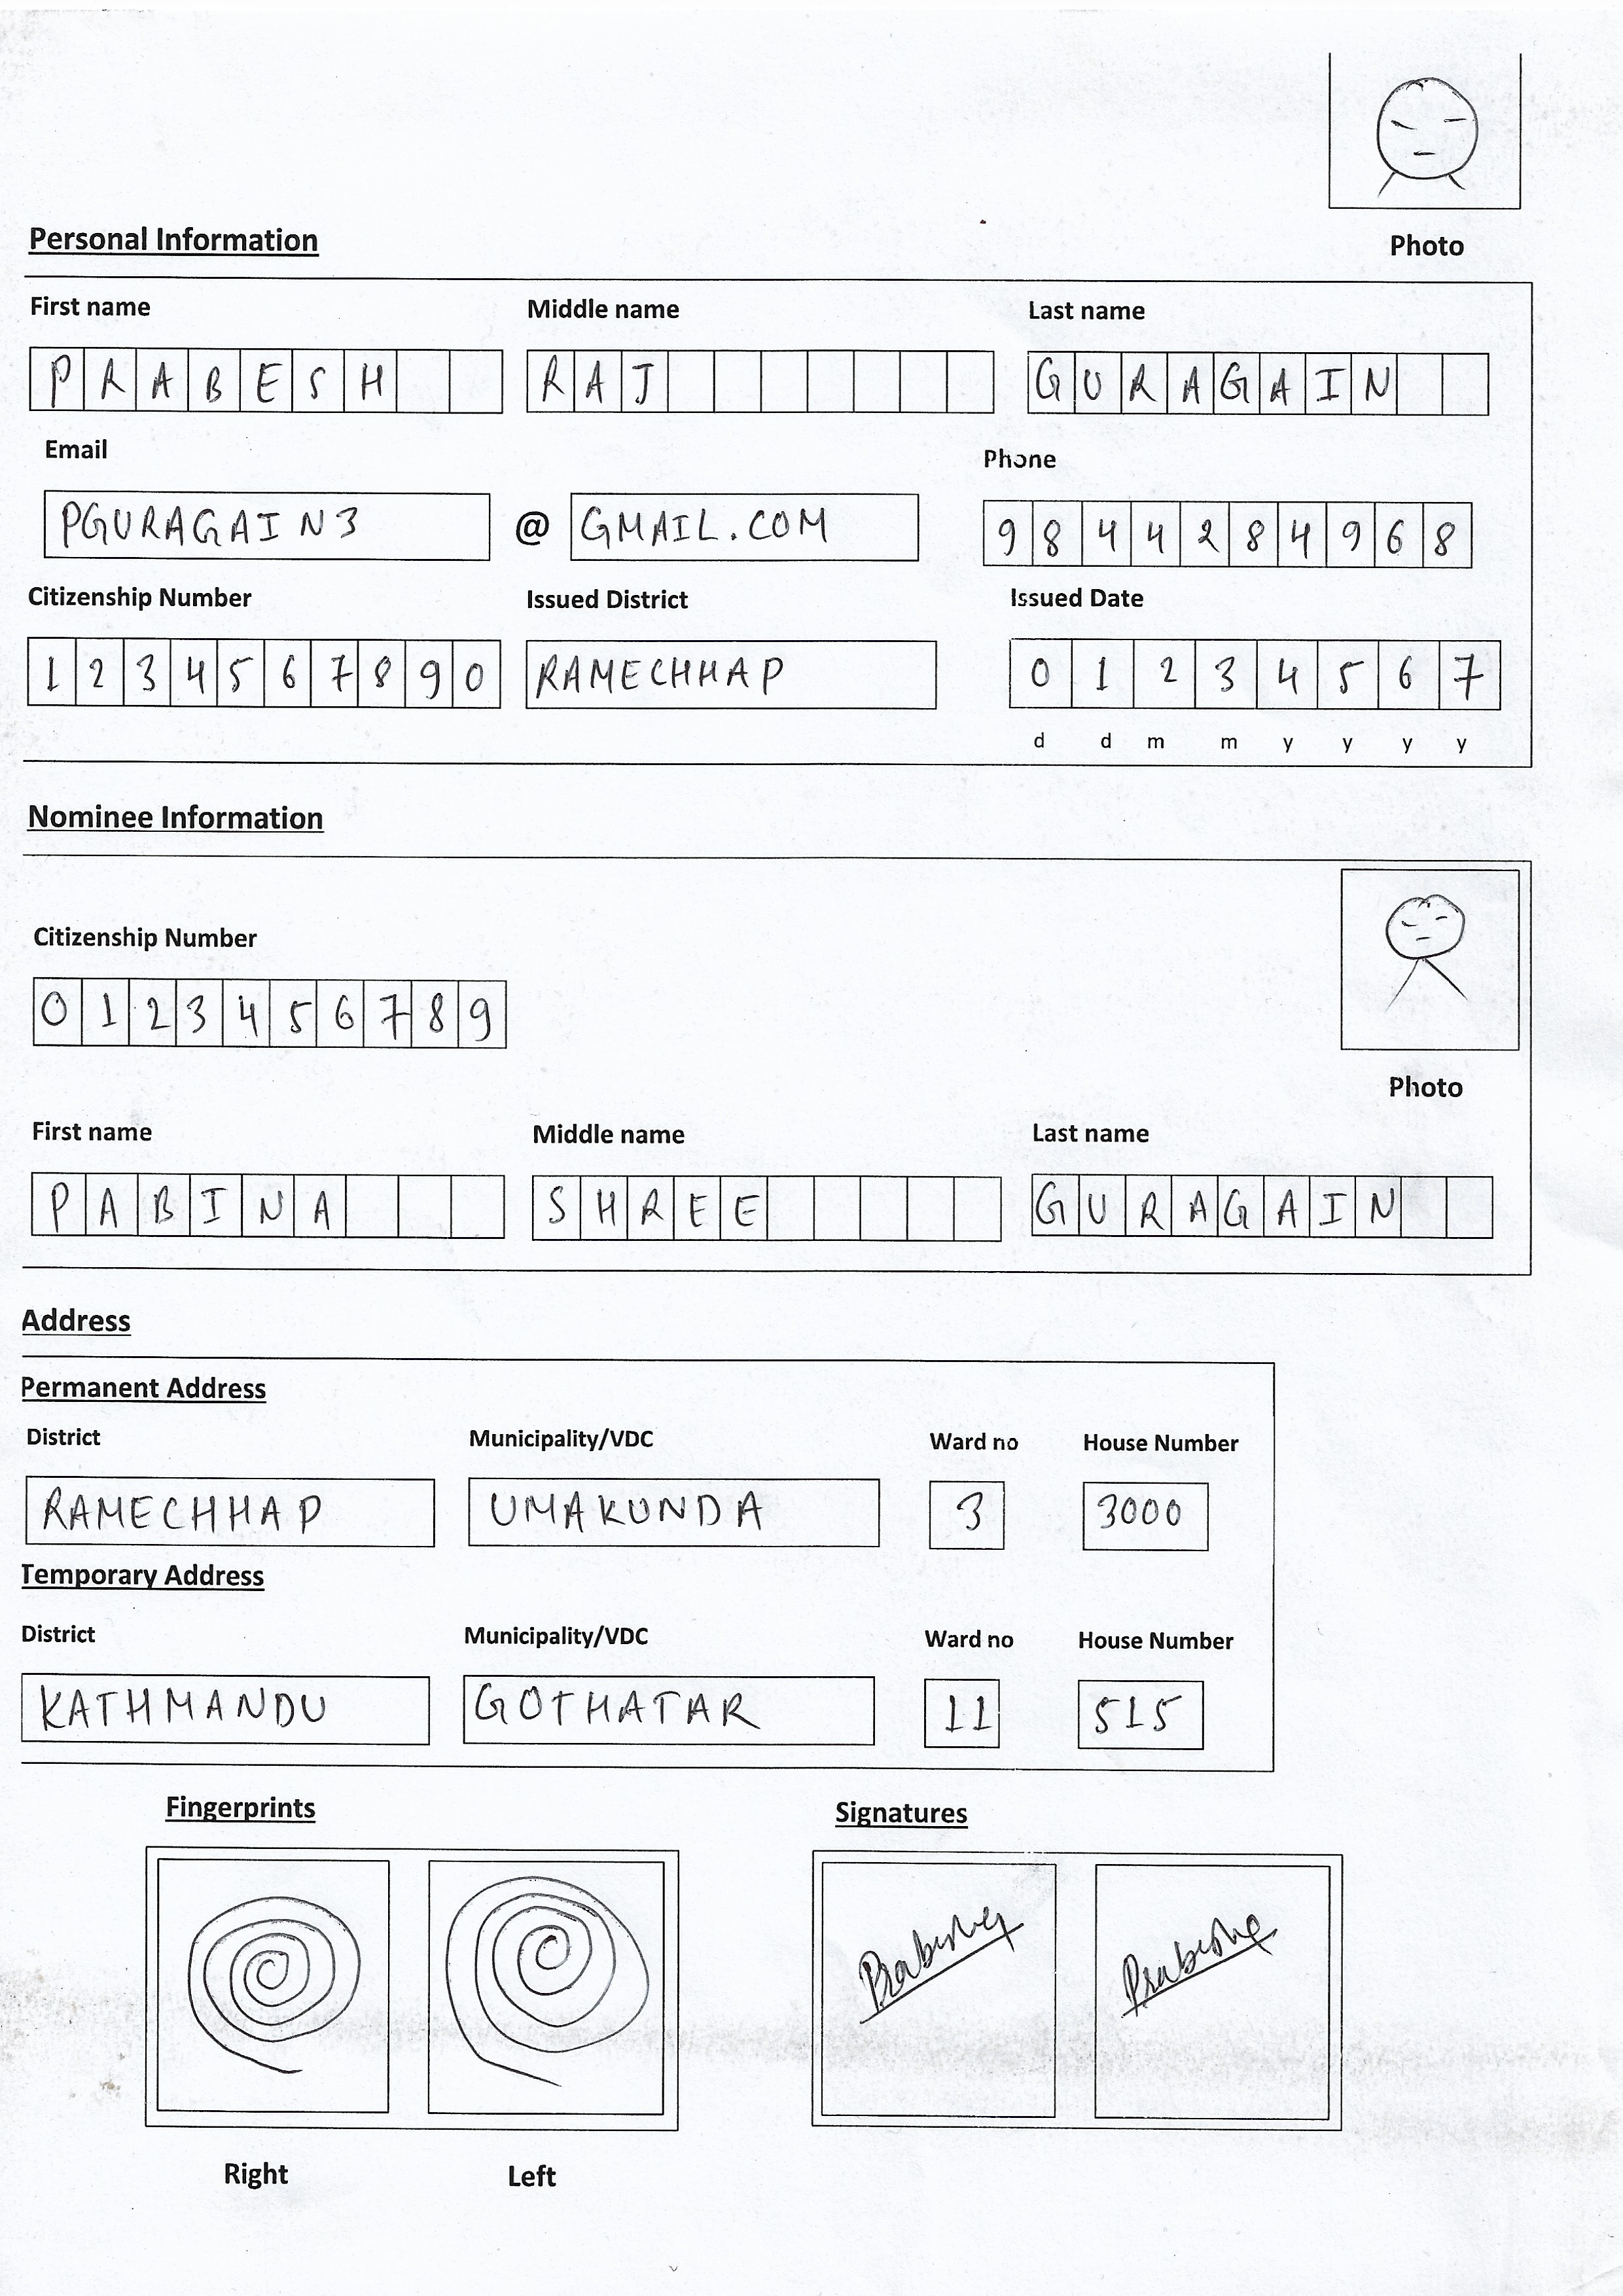 Photo
Personal Information
First name Middle name Last name
PRABESH RAJ GURAGAIN
Email Phone
PGURAGAIN3 @ GMAIL.COM 9844284968
Citizenship Number Issued District Issued Date
1234567890 RAMECHHAP 01234567
d d m m y y y y
Nominee Information
Citizenship Number
0123456789
Photo
First name Middle name Last name
PABINA SHREE GURAGAIN
Address
Permanent Address
District Municipality/VDC Ward no House Number
RAMECHHAP UMAKUNDA 3 3000
Temporary Address
District Municipality/VDC Ward no House Number
KATHMANDU GOTHATAR 11 515
Fingerprints Signatures
Right Left